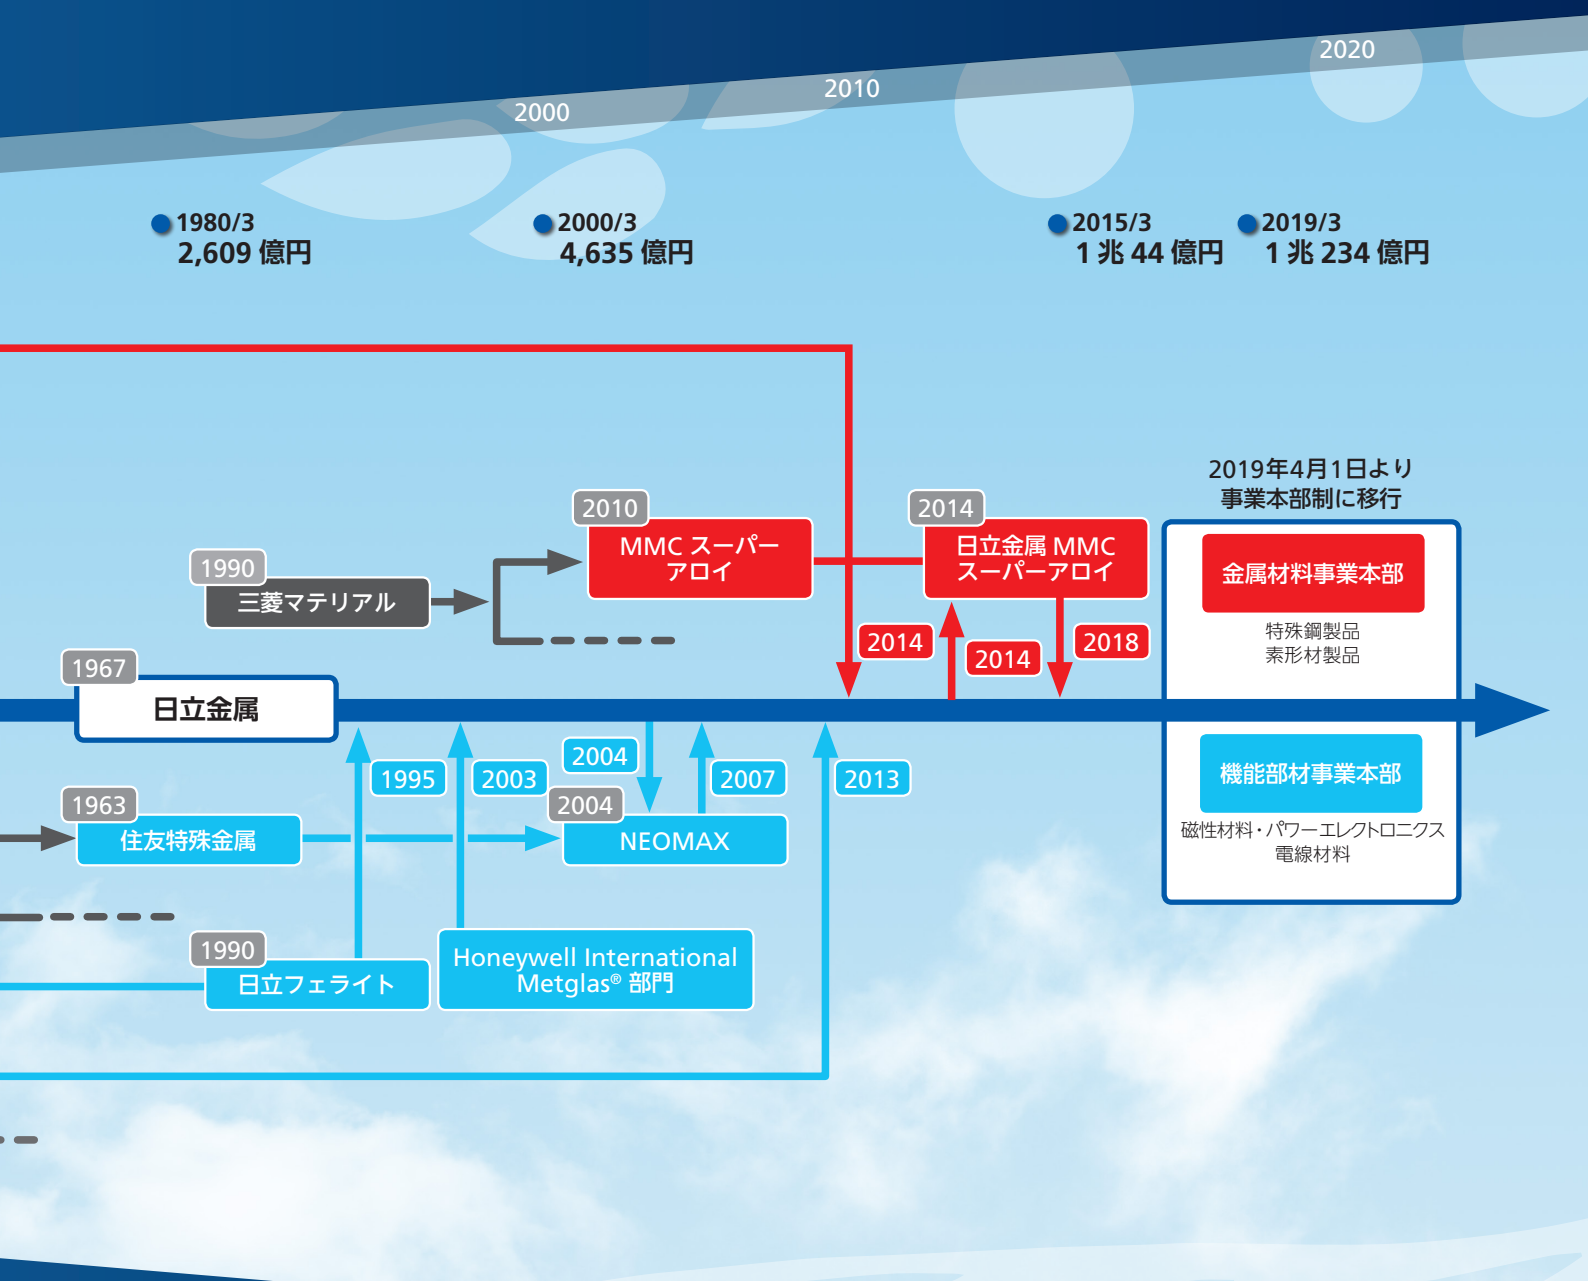 2000
2010
2020
1980/3
2,609 億円
2000/3
4,635 億円
2015/3
1 兆 44 億円
2019/3
1 兆 234 億円
2019年4月1日より
事業本部制に移行
2010
MMC スーパー
アロイ
2014
日立金属 MMC
スーパーアロイ
1990
三菱マテリアル
金属材料事業本部
特殊鋼製品
素形材製品
2014
2014
2018
1967
日立金属
1995
2003
2004
2007
2013
機能部材事業本部
磁性材料・パワーエレクトロニクス
電線材料
1963
住友特殊金属
2004
NEOMAX
1990
日立フェライト
Honeywell International
Metglas® 部門